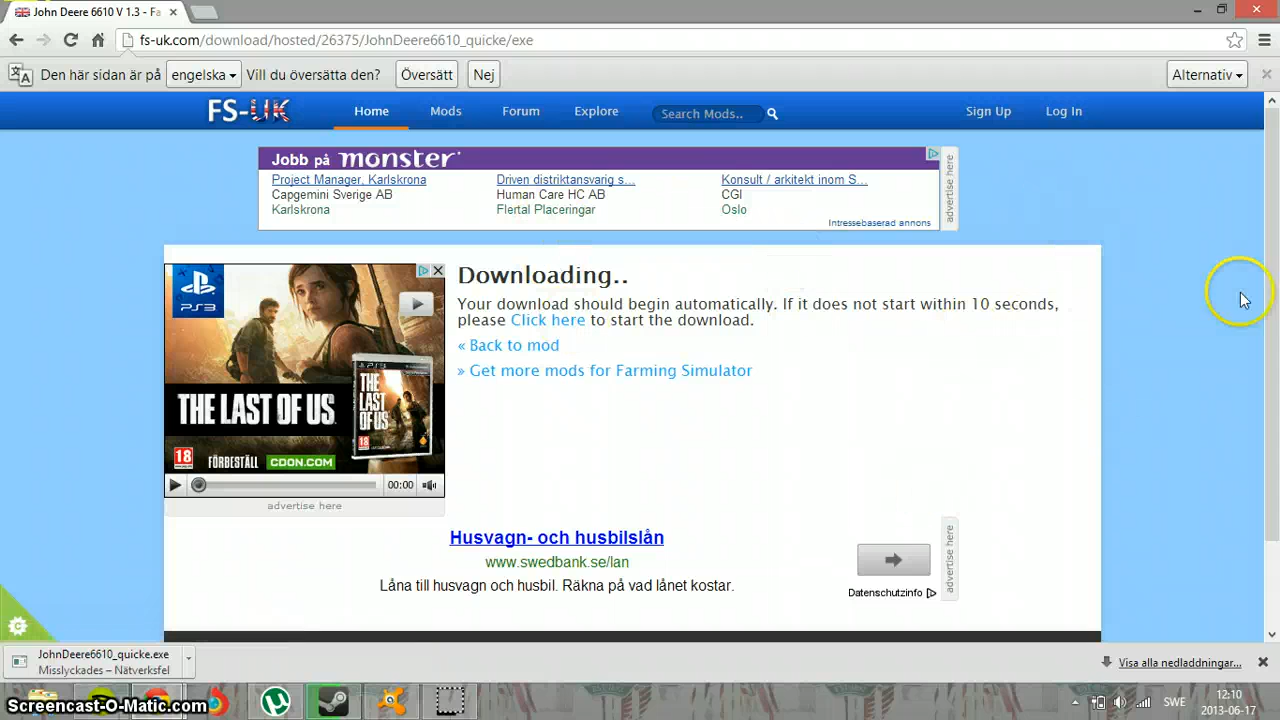 John Deere 6610 V 1.3 - Fa
fs-uk.com/download/hosted/26375/JohnDeere6610_quicke/exe
Den här sidan är på engelska Vill du översätta den? Översätt Nej Alternativ
FS-UK Home Mods Forum Explore Search Mods.. Sign Up Log In
Jobb på monster
Project Manager, Karlskrona Driven distriktansvarig s... Konsult / arkitekt inom S...
Capgemini Sverige AB Human Care HC AB CGI
Karlskrona Flertal Placeringar Oslo
Intressebaserad annons
advertise here
PS3
THE LAST OF US
PS3
THE LAST OF US
18
18 FÖRBESTÄLL CDON.COM
00:00
advertise here
Downloading..
Your download should begin automatically. If it does not start within 10 seconds,
please Click here to start the download.
« Back to mod
» Get more mods for Farming Simulator
Husvagn- och husbilslån
www.swedbank.se/lan
Låna till husvagn och husbil. Räkna på vad lånet kostar.
Datenschutzinfo
advertise here
C
JohnDeere6610_quicke.exe
Misslyckades – Nätverksfel
Visa alla nedladdningar...
Screencast-O-Matic.com
SWE
12:10
2013-06-17